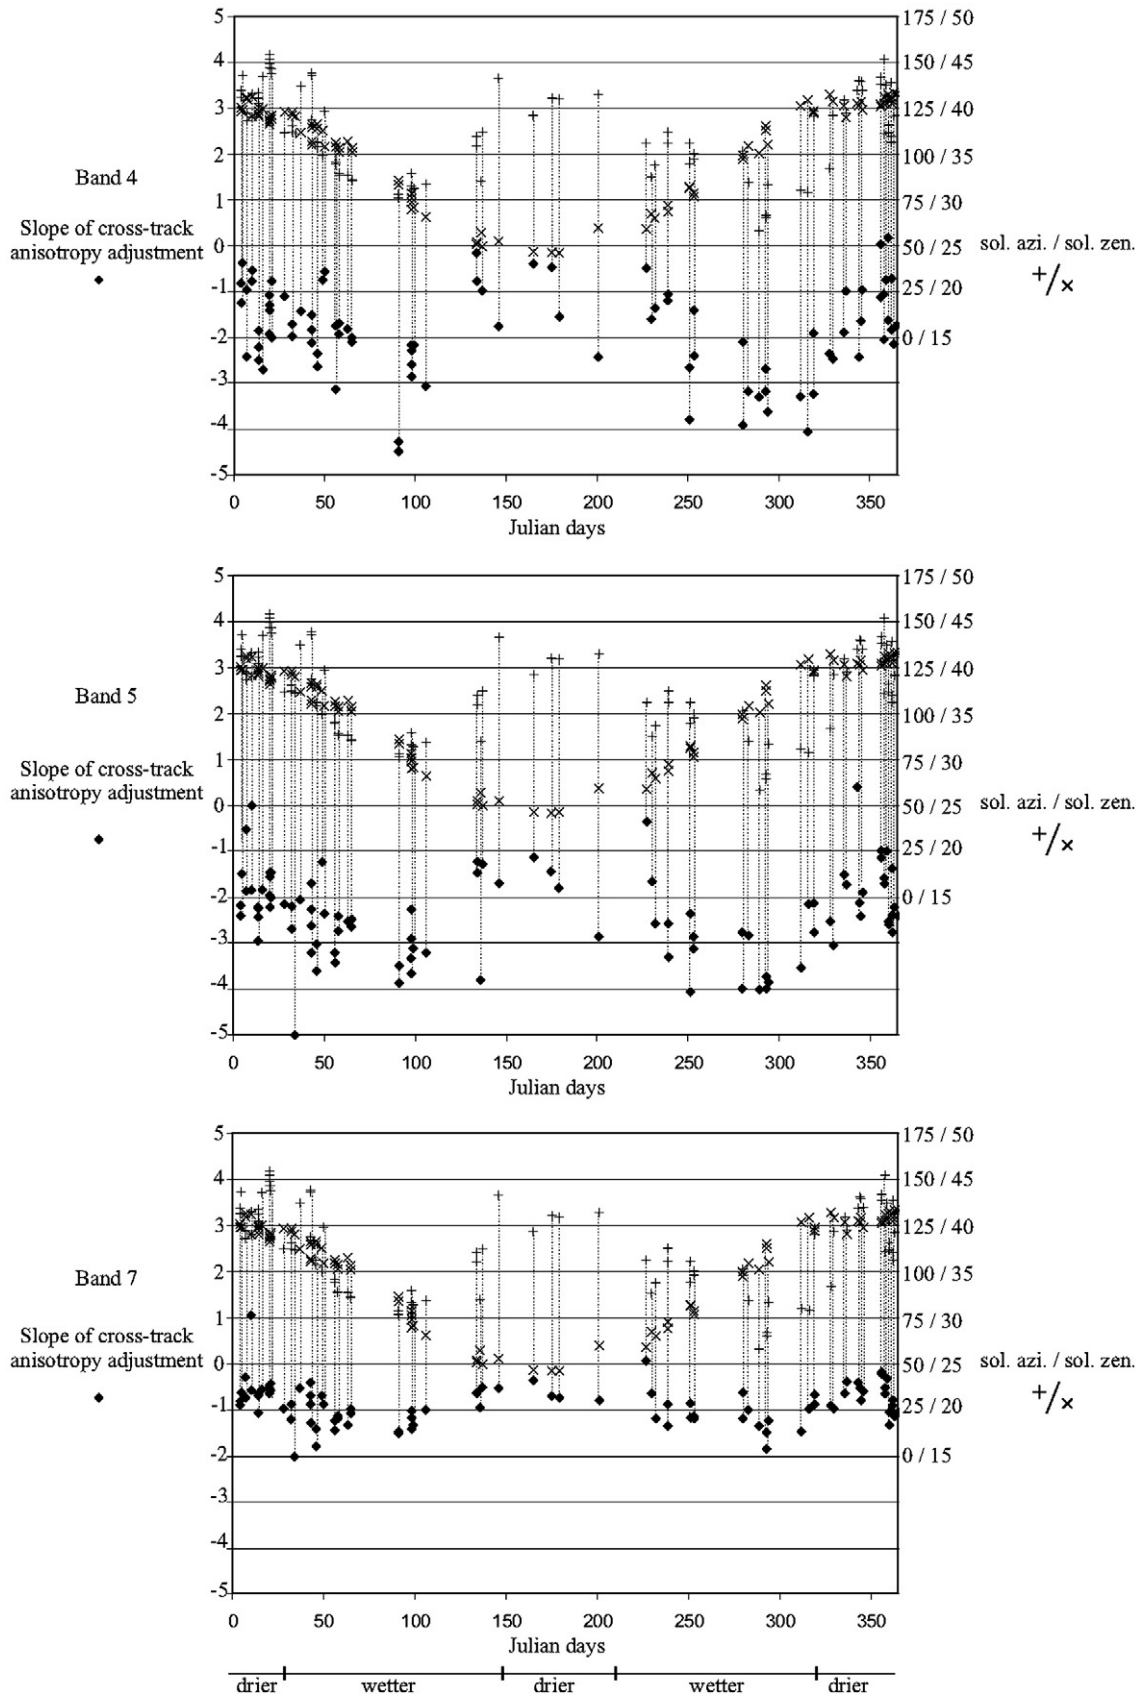 5
175 / 50
4
150 / 45
3
125 / 40
Band 4
2
100 / 35
1
75 / 30
Slope of cross-track
anisotropy adjustment
0
50 / 25
sol. azi. / sol. zen.
+/×
-1
25 / 20
-2
0 / 15
-3
-4
-5
0 50 100 150 200 250 300 350
Julian days
5
175 / 50
4
150 / 45
3
125 / 40
Band 5
2
100 / 35
1
75 / 30
Slope of cross-track
anisotropy adjustment
0
50 / 25
sol. azi. / sol. zen.
+/×
-1
25 / 20
-2
0 / 15
-3
-4
-5
0 50 100 150 200 250 300 350
Julian days
5
175 / 50
4
150 / 45
3
125 / 40
Band 7
2
100 / 35
1
75 / 30
Slope of cross-track
anisotropy adjustment
0
50 / 25
sol. azi. / sol. zen.
+/×
-1
25 / 20
-2
0 / 15
-3
-4
-5
0 50 100 150 200 250 300 350
Julian days
drier wetter drier wetter drier